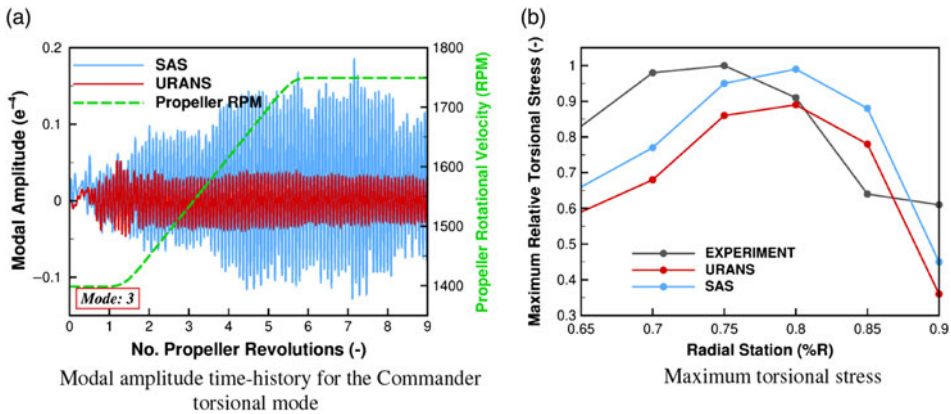 (a)
0.2
0.1
0
−0.1
Modal Amplitude (e⁻⁴)
SAS
URANS
Propeller RPM
Mode: 3
1800
1700
1600
1500
1400
Propeller Rotational Velocity (RPM)
0 1 2 3 4 5 6 7 8 9
No. Propeller Revolutions (-)
Modal amplitude time-history for the Commander
torsional mode
(b)
Maximum Relative Torsional Stress (-)
1
0.9
0.8
0.7
0.6
0.5
0.4
0.3
EXPERIMENT
URANS
SAS
0.65 0.7 0.75 0.8 0.85 0.9
Radial Station (%R)
Maximum torsional stress